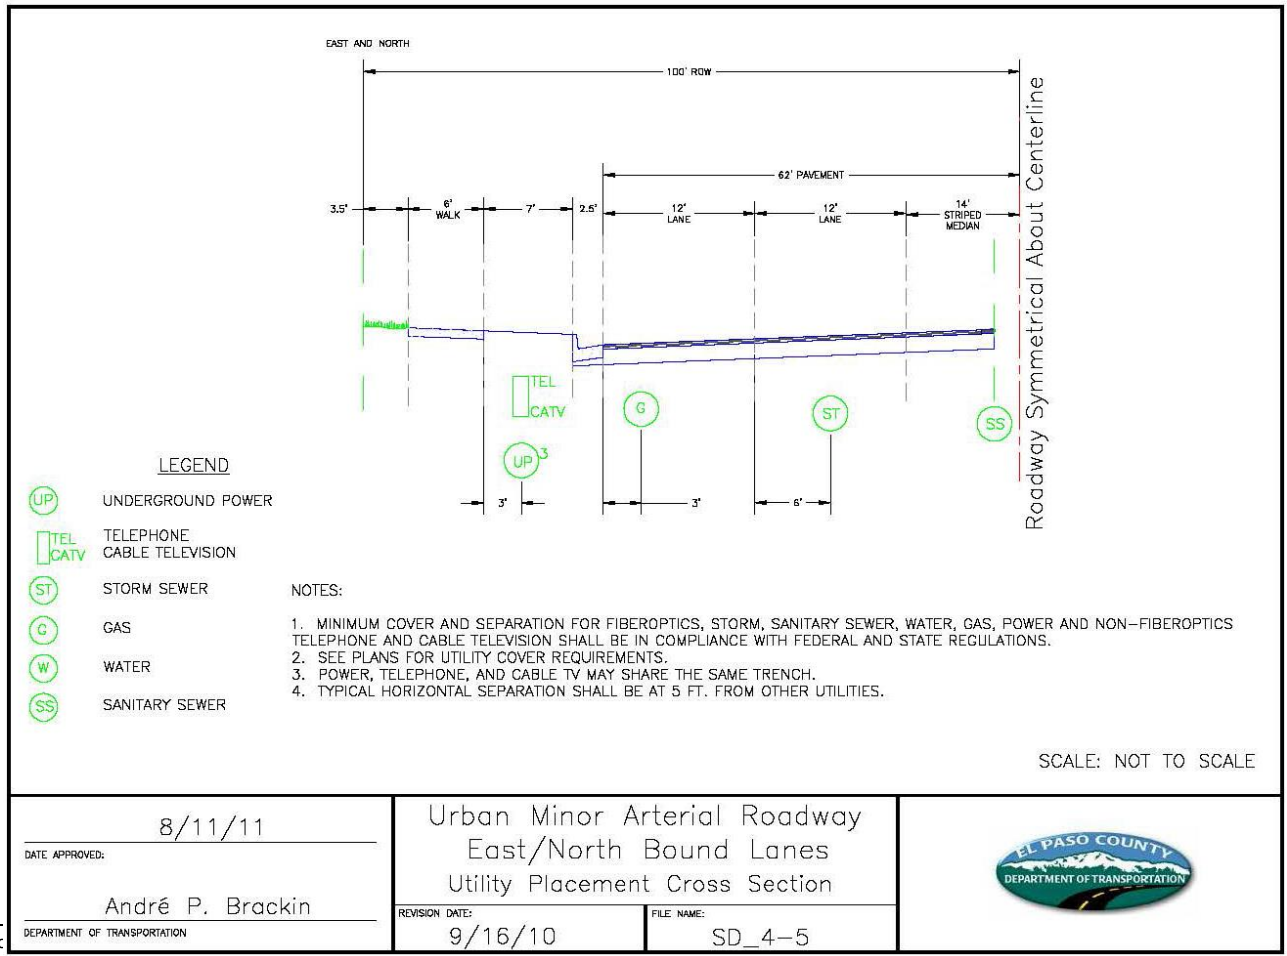 EAST AND NORTH
100' ROW
62' PAVEMENT
3.5'
6'
WALK
7'
2.5'
12'
LANE
12'
LANE
14'
STRIPED
MEDIAN
Roadway Symmetrical About Centerline
TEL
CATV
G
ST
SS
UP 3
3'
3'
6'
LEGEND
UP UNDERGROUND POWER
TEL TELEPHONE
CATV CABLE TELEVISION
ST STORM SEWER
G GAS
W WATER
SS SANITARY SEWER
NOTES:
1. MINIMUM COVER AND SEPARATION FOR FIBEROPTICS, STORM, SANITARY SEWER, WATER, GAS, POWER AND NON-FIBEROPTICS
TELEPHONE AND CABLE TELEVISION SHALL BE IN COMPLIANCE WITH FEDERAL AND STATE REGULATIONS.
2. SEE PLANS FOR UTILITY COVER REQUIREMENTS.
3. POWER, TELEPHONE, AND CABLE TV MAY SHARE THE SAME TRENCH.
4. TYPICAL HORIZONTAL SEPARATION SHALL BE AT 5 FT. FROM OTHER UTILITIES.
SCALE: NOT TO SCALE
8/11/11
DATE APPROVED:
André P. Brackin
DEPARTMENT OF TRANSPORTATION
Urban Minor Arterial Roadway
East/North Bound Lanes
Utility Placement Cross Section
REVISION DATE:
9/16/10
FILE NAME:
SD_4-5
EL PASO COUNTY
DEPARTMENT OF TRANSPORTATION